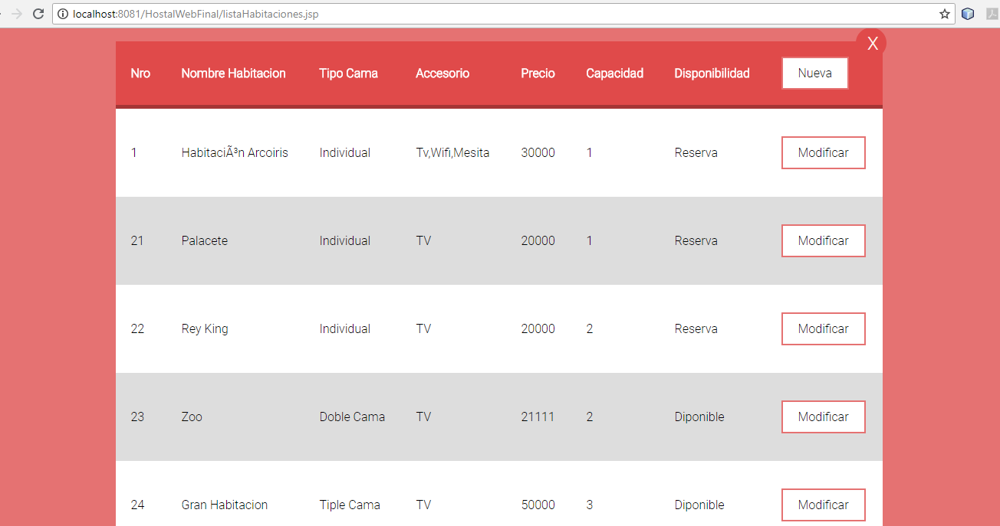 localhost:8081/HostalWebFinal/listaHabitaciones.jsp
X
Nro Nombre Habitacion Tipo Cama Accesorio Precio Capacidad Disponibilidad Nueva
1 HabitaciÃ³n Arcoiris Individual Tv,Wifi,Mesita 30000 1 Reserva Modificar
21 Palacete Individual TV 20000 1 Reserva Modificar
22 Rey King Individual TV 20000 2 Reserva Modificar
23 Zoo Doble Cama TV 21111 2 Diponible Modificar
24 Gran Habitacion Tiple Cama TV 50000 3 Diponible Modificar